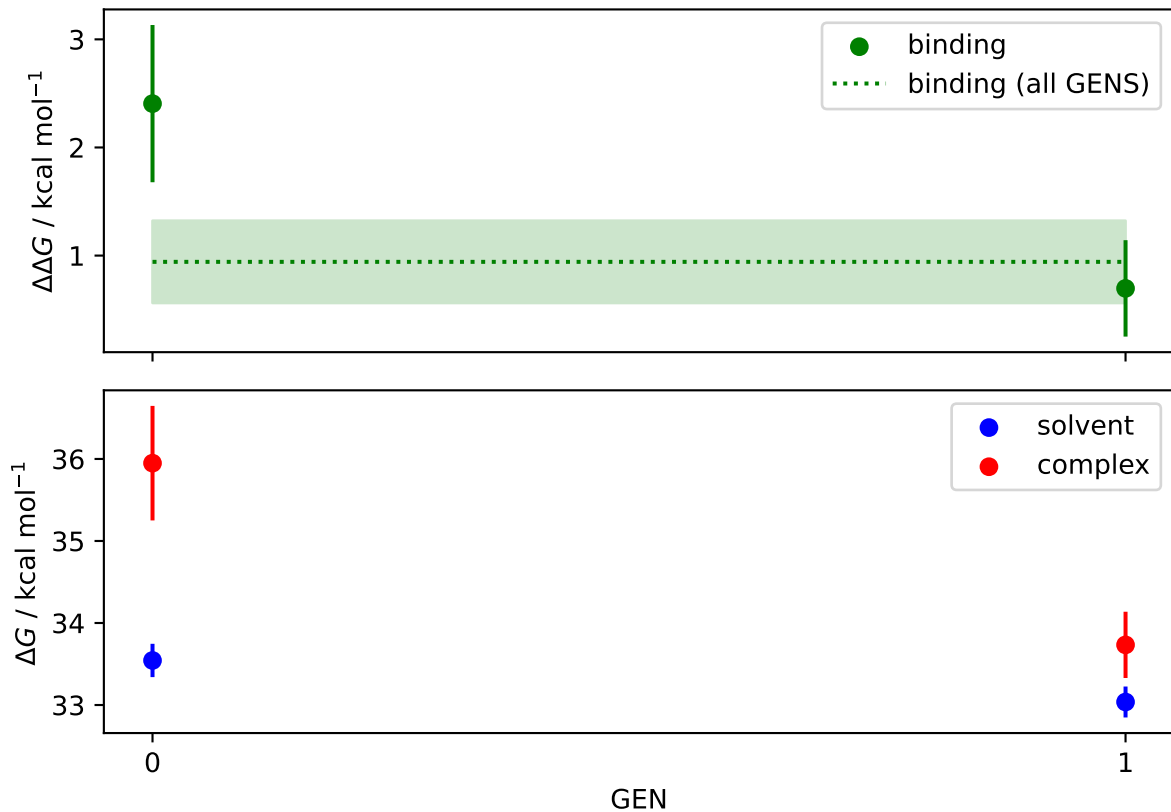 3
2
1
ΔΔG / kcal mol⁻¹
binding
binding (all GENS)
36
35
34
33
ΔG / kcal mol⁻¹
solvent
complex
0
1
GEN